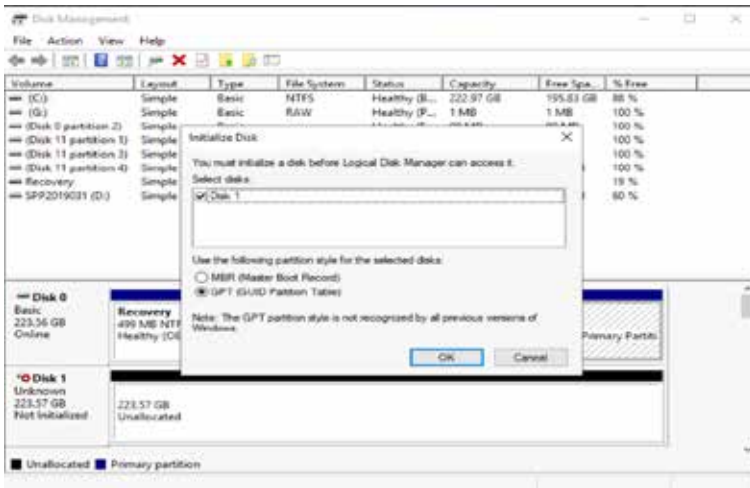 Disk Management
File Action View Help
Volume Layout Type File System Status Capacity Free Spa... % Free
(C:) Simple Basic NTFS Healthy (B... 222.97 GB 195.83 GB 88 %
(G:) Simple Basic RAW Healthy (P... 1 MB 1 MB 100 %
(Disk 0 partition 2) Simple 100 %
(Disk 11 partition 1) Simple 100 %
(Disk 11 partition 3) Simple 100 %
(Disk 11 partition 4) Simple 100 %
Recovery Simple 19 %
SPP2019031 (D:) Simple 60 %
Initialize Disk
You must initialize a disk before Logical Disk Manager can access it.
Select disks:
Disk 1
Use the following partition style for the selected disks:
MBR (Master Boot Record)
GPT (GUID Partition Table)
Note: The GPT partition style is not recognized by all previous versions of
Windows.
OK Cancel
Disk 0
Basic
223.56 GB
Online
Recovery
499 MB NTF
Healthy (OE
Primary Partiti
Disk 1
Unknown
223.57 GB
Not Initialized
223.57 GB
Unallocated
Unallocated Primary partition